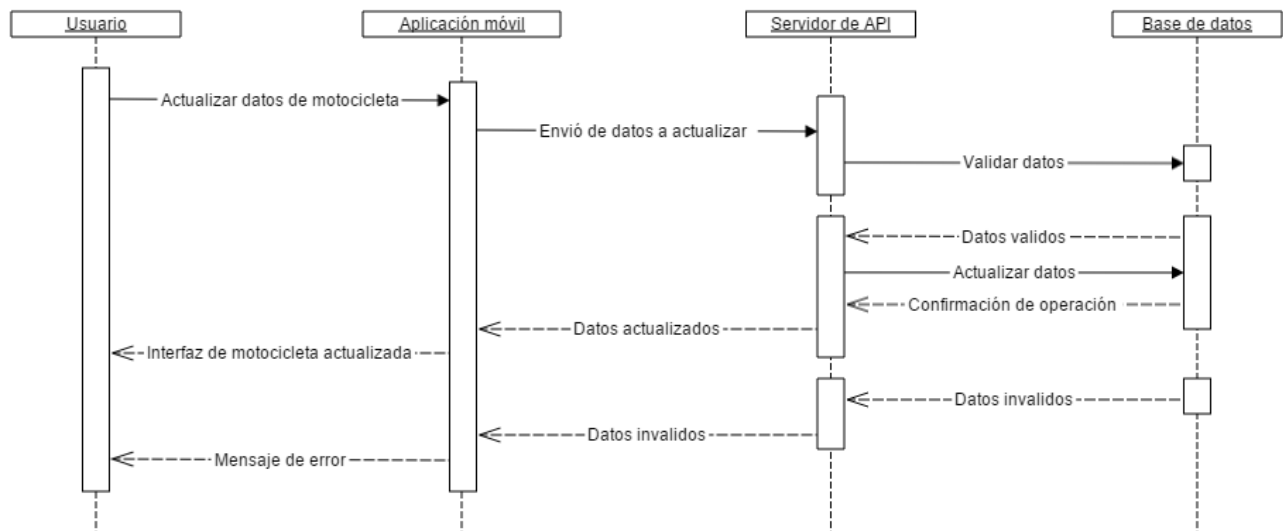 Usuario
Aplicación móvil
Servidor de API
Base de datos
Actualizar datos de motocicleta
Envió de datos a actualizar
Validar datos
Datos validos
Actualizar datos
Confirmación de operación
Datos actualizados
Interfaz de motocicleta actualizada
Datos invalidos
Datos invalidos
Mensaje de error